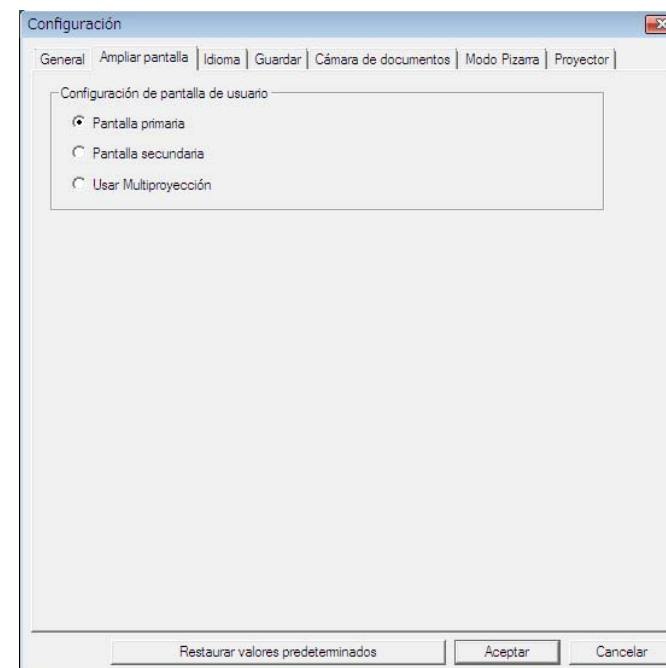 Configuración
General Ampliar pantalla Idioma Guardar Cámara de documentos Modo Pizarra Proyector
Configuración de pantalla de usuario
Pantalla primaria
Pantalla secundaria
Usar Multiproyección
Restaurar valores predeterminados Aceptar Cancelar